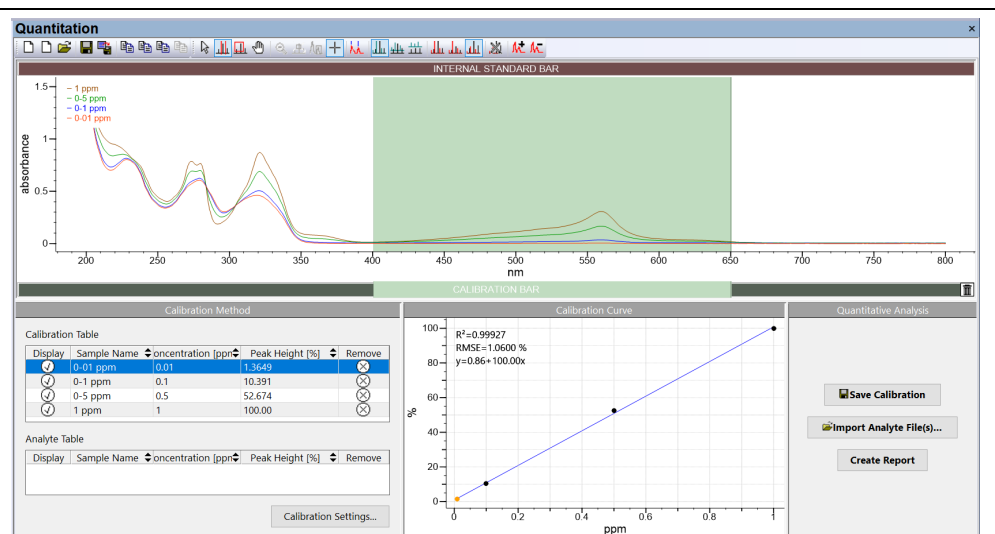 Quantitation
×
INTERNAL STANDARD BAR
1 ppm
0-5 ppm
0-1 ppm
0-01 ppm
1.5
1
0.5
0
absorbance
200 250 300 350 400 450 500 550 600 650 700 750 800
nm
CALIBRATION BAR
Calibration Method
Calibration Table
Display Sample Name oncentration [ppn Peak Height [%] Remove
0-01 ppm 0.01 1.3649
0-1 ppm 0.1 10.391
0-5 ppm 0.5 52.674
1 ppm 1 100.00
Analyte Table
Display Sample Name oncentration [ppn Peak Height [%] Remove
Calibration Settings...
Calibration Curve
R²=0.99927
RMSE=1.0600 %
y=0.86+100.00x
100
80
60
40
20
0
%
0 0.2 0.4 0.6 0.8 1
ppm
Quantitative Analysis
Save Calibration
Import Analyte File(s)...
Create Report